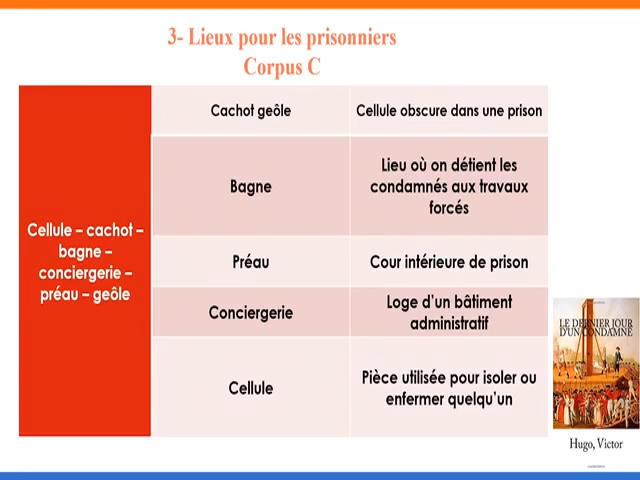 3- Lieux pour les prisonniers
Corpus C
Cellule – cachot –
bagne –
conciergerie –
préau – geôle
Cachot geôle
Cellule obscure dans une prison
Bagne
Lieu où on détient les
condamnés aux travaux
forcés
Préau
Cour intérieure de prison
Conciergerie
Loge d'un bâtiment
administratif
Cellule
Pièce utilisée pour isoler ou
enfermer quelqu'un
LE DERNIER JOUR
D'UN CONDAMNÉ
Hugo, Victor